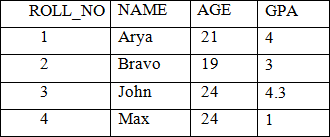 ROLL_NO NAME AGE GPA
1 Arya 21 4
2 Bravo 19 3
3 John 24 4.3
4 Max 24 1